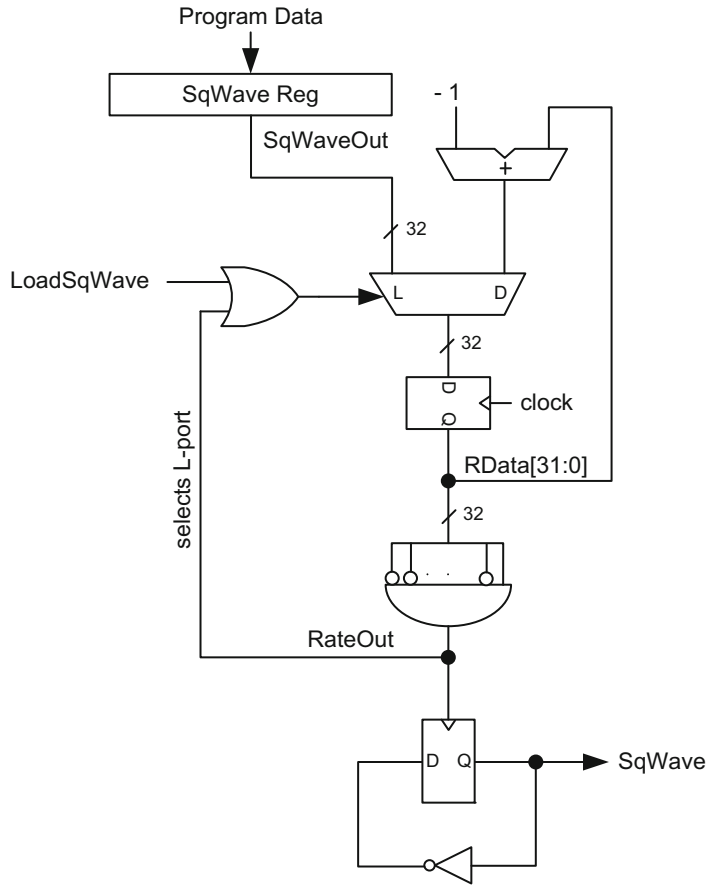 Program Data
SqWave Reg
- 1
SqWaveOut
+
32
LoadSqWave
L
D
32
D
Q
clock
selects L-port
RData[31:0]
32
. .
RateOut
D
Q
SqWave